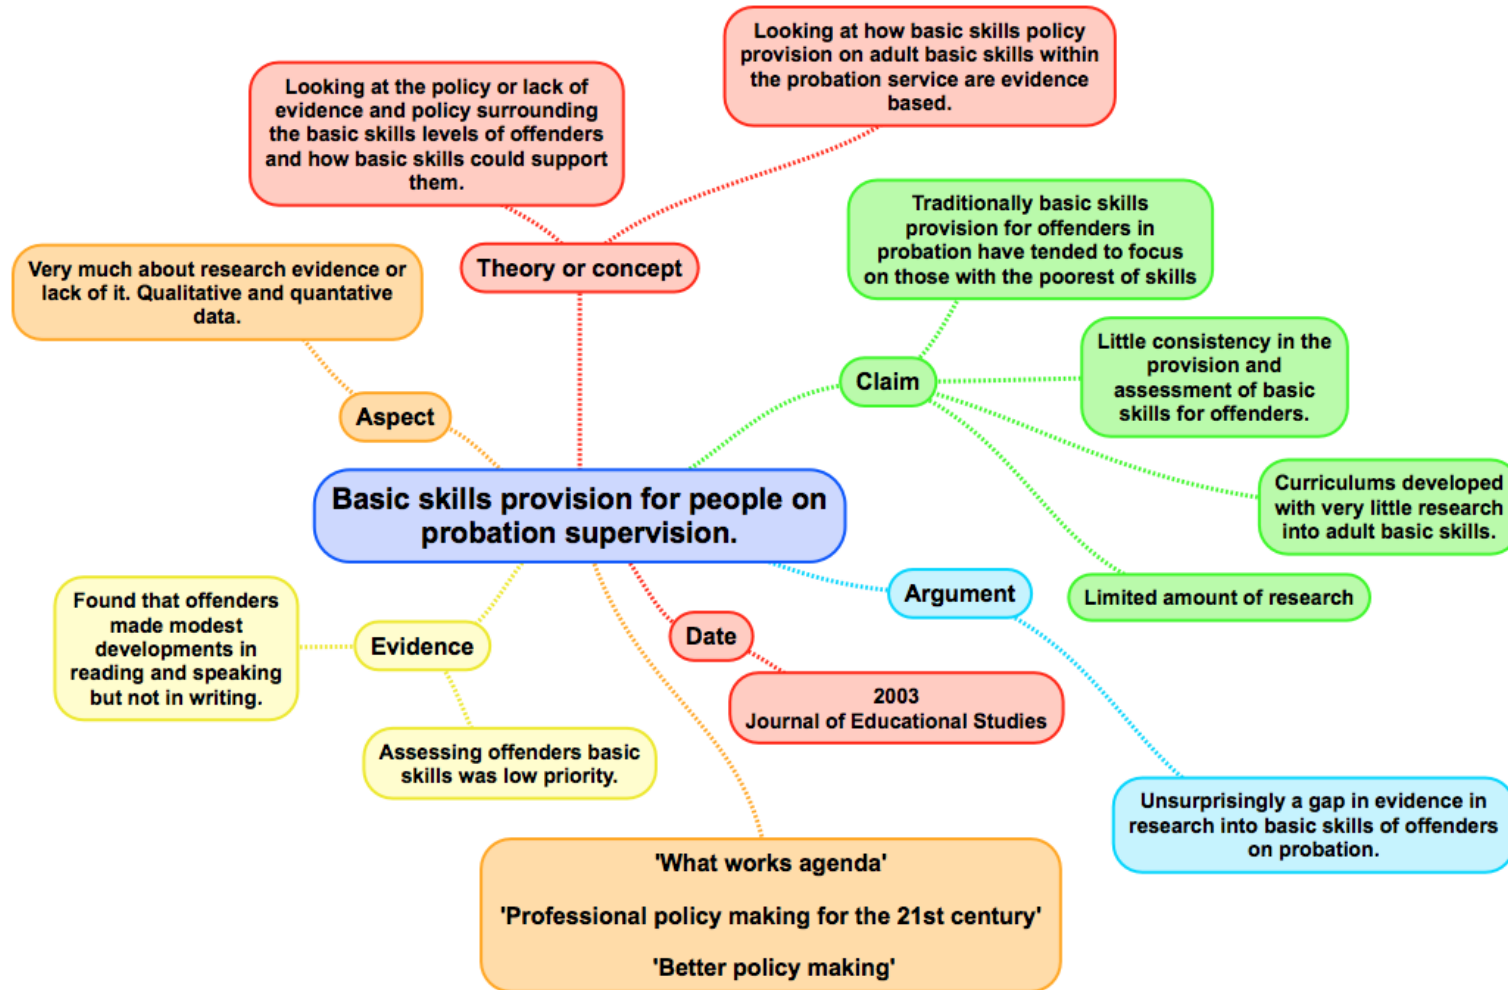 Looking at how basic skills policy
provision on adult basic skills within
the probation service are evidence
based.
Looking at the policy or lack of
evidence and policy surrounding
the basic skills levels of offenders
and how basic skills could support
them.
Theory or concept
Very much about research evidence or
lack of it. Qualitative and quantative
data.
Aspect
Traditionally basic skills
provision for offenders in
probation have tended to focus
on those with the poorest of skills
Claim
Little consistency in the
provision and
assessment of basic
skills for offenders.
Curriculums developed
with very little research
into adult basic skills.
Limited amount of research
Basic skills provision for people on
probation supervision.
Argument
Unsurprisingly a gap in evidence in
research into basic skills of offenders
on probation.
Date
2003
Journal of Educational Studies
Evidence
Found that offenders
made modest
developments in
reading and speaking
but not in writing.
Assessing offenders basic
skills was low priority.
'What works agenda'
'Professional policy making for the 21st century'
'Better policy making'